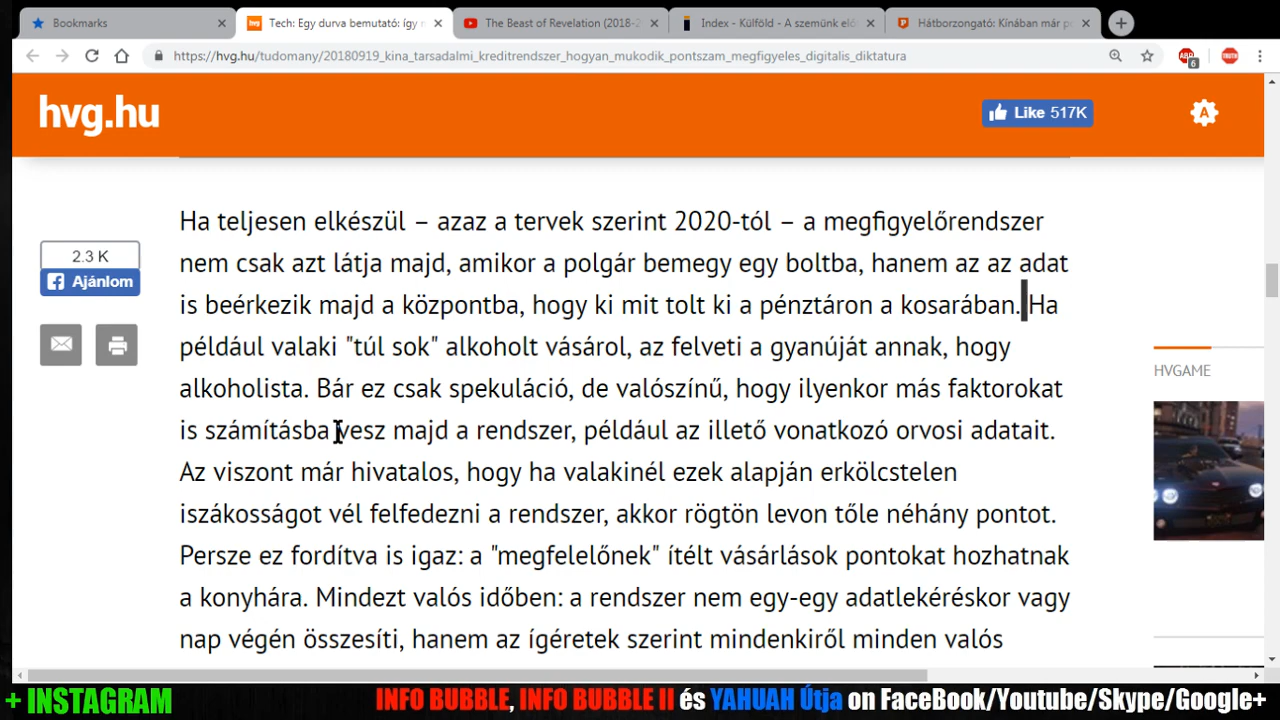 Bookmarks
Tech: Egy durva bemutató: így m
The Beast of Revelation (2018-2
Index - Külföld - A szemünk elő
Hátborzongató: Kínában már p
https://hvg.hu/tudomany/20180919_kina_tarsadalmi_kreditrendszer_hogyan_mukodik_pontszam_megfigyeles_digitalis_diktatura
ABP
6
TRUTH
hvg.hu
Like 517K
A
2.3 K
Ajánlom
Ha teljesen elkészül – azaz a tervek szerint 2020-tól – a megfigyelőrendszer
nem csak azt látja majd, amikor a polgár bemegy egy boltba, hanem az az adat
is beérkezik majd a központba, hogy ki mit tolt ki a pénztáron a kosarában. Ha
például valaki "túl sok" alkoholt vásárol, az felveti a gyanúját annak, hogy
alkoholista. Bár ez csak spekuláció, de valószínű, hogy ilyenkor más faktorokat
is számításba vesz majd a rendszer, például az illető vonatkozó orvosi adatait.
Az viszont már hivatalos, hogy ha valakinél ezek alapján erkölcstelen
iszákosságot vél felfedezni a rendszer, akkor rögtön levon tőle néhány pontot.
Persze ez fordítva is igaz: a "megfelelőnek" ítélt vásárlások pontokat hozhatnak
a konyhára. Mindezt valós időben: a rendszer nem egy-egy adatlekéréskor vagy
nap végén összesíti, hanem az ígéretek szerint mindenkiről minden valós
HVGAME
+ INSTAGRAM
INFO BUBBLE, INFO BUBBLE II és YAHUAH Útja on FaceBook/Youtube/Skype/Google+